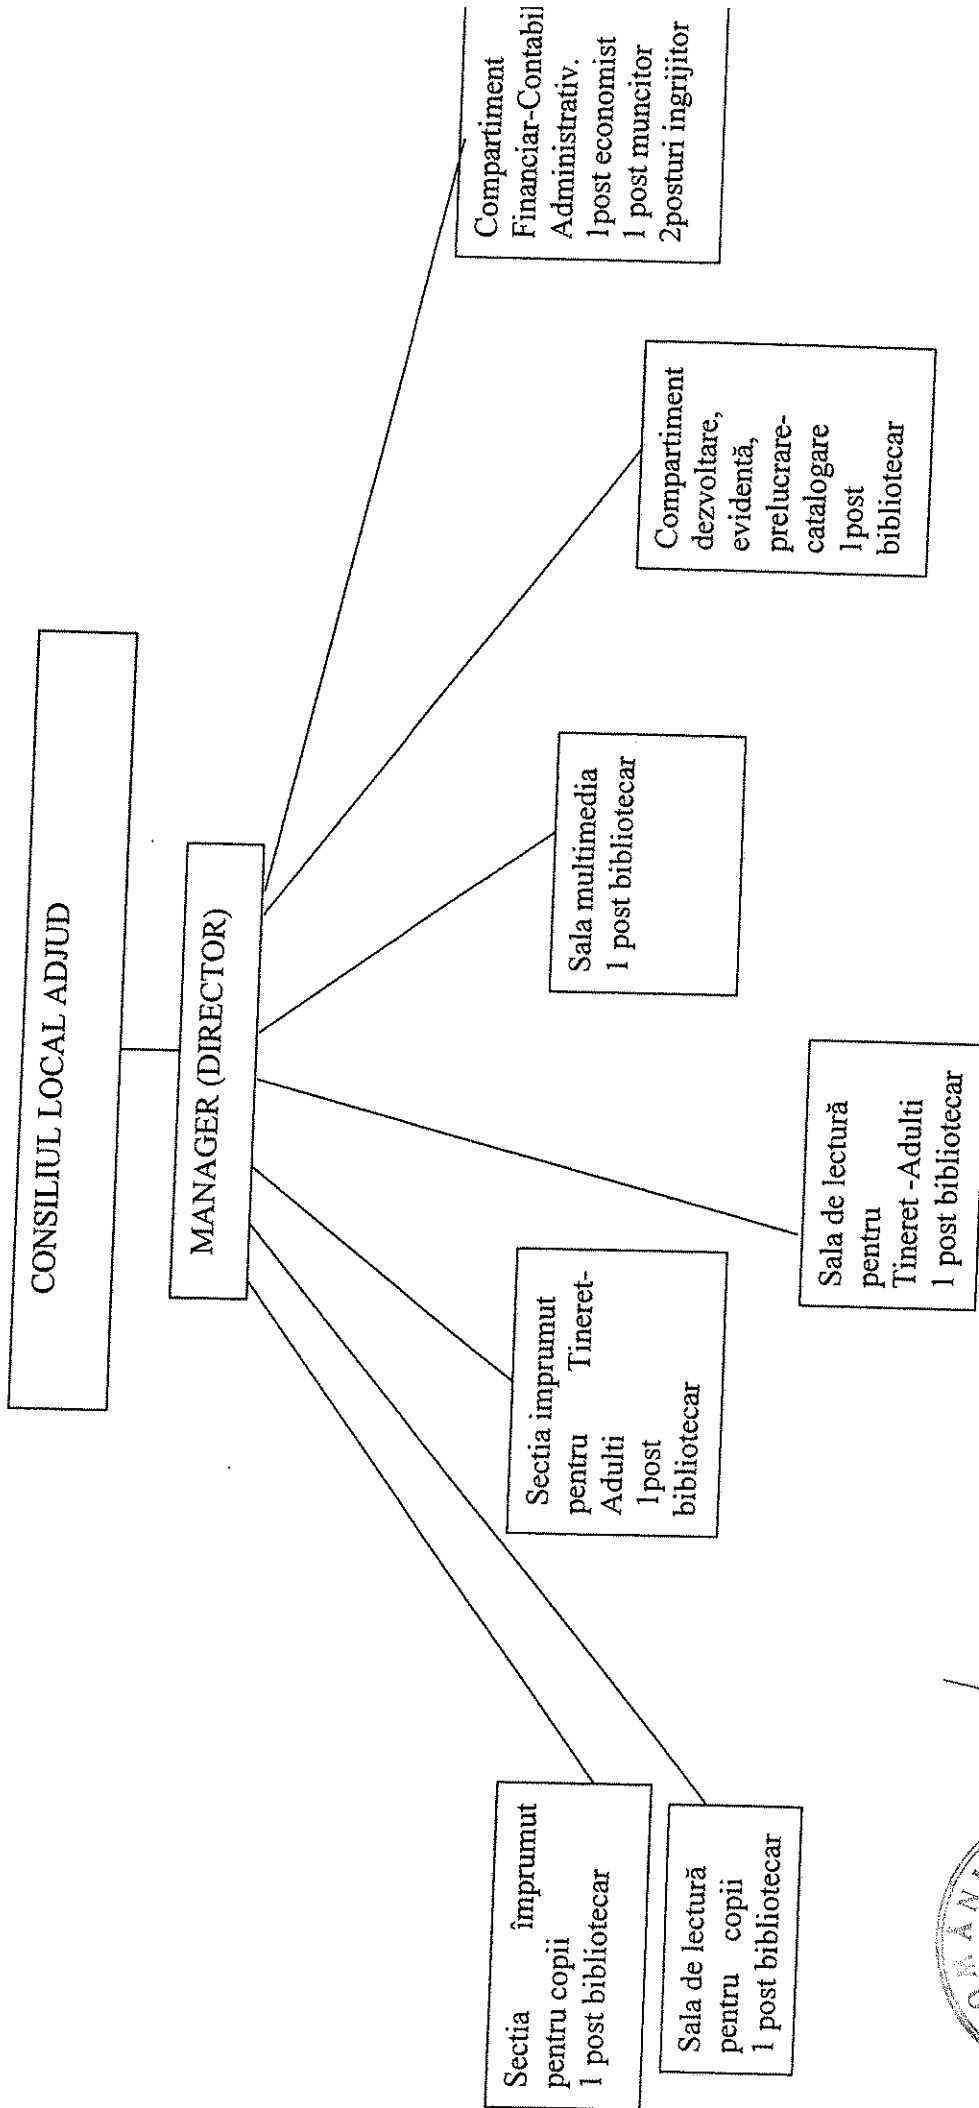 CONSILIUL LOCAL ADJUD
MANAGER (DIRECTOR)
Sectia împrumut
pentru copii
1 post bibliotecar
Sala de lectură
pentru copii
1 post bibliotecar
Sectia imprumut
pentru Tineret-
Adulti
1post
bibliotecar
Sala de lectură
pentru
Tineret -Adulti
1 post bibliotecar
Sala multimedia
1 post bibliotecar
Compartiment
dezvoltare,
evidentă,
prelucrare-
catalogare
1post
bibliotecar
Compartiment
Financiar-Contabil
Administrativ.
1post economist
1 post muncitor
2posturi ingrijitor